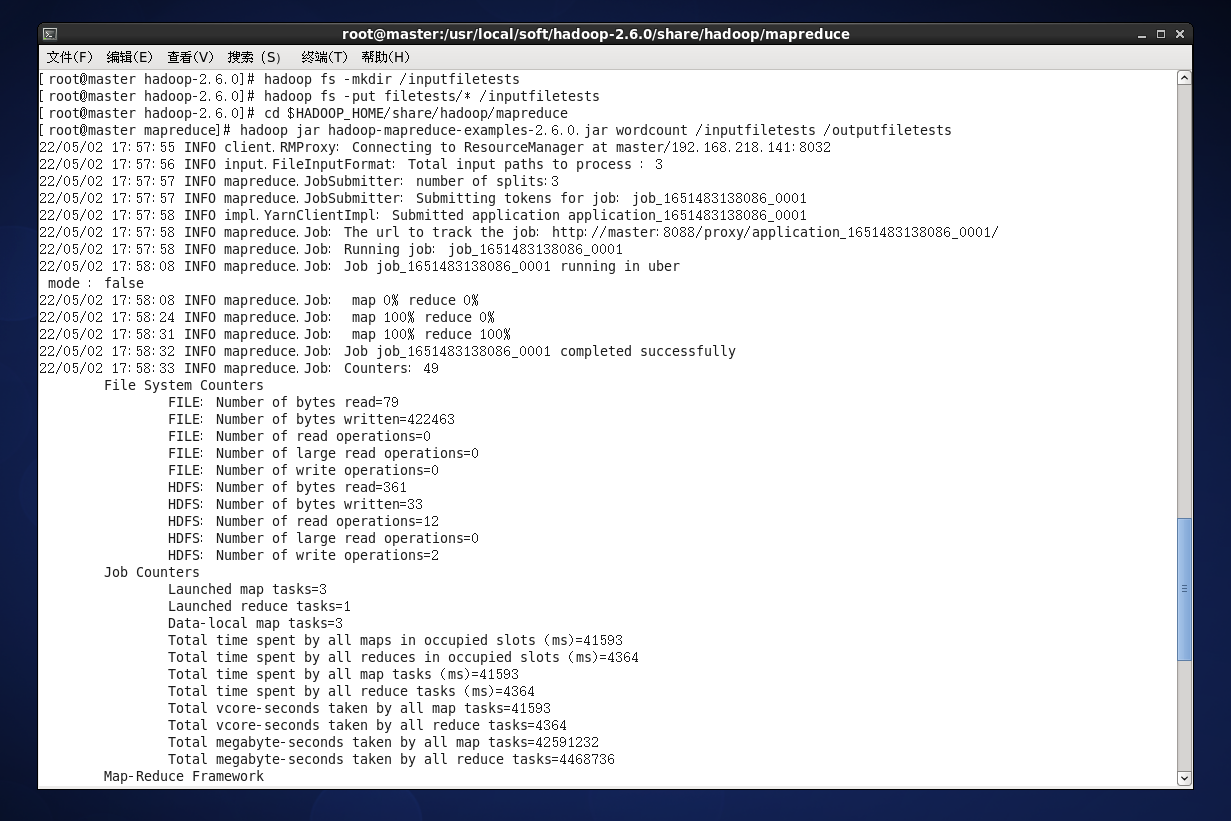 root@master:/usr/local/soft/hadoop-2.6.0/share/hadoop/mapreduce
文件(F) 编辑(E) 查看(V) 搜索 (S) 终端(T) 帮助(H)
[root@master hadoop-2.6.0]# hadoop fs -mkdir /inputfiletests
[root@master hadoop-2.6.0]# hadoop fs -put filetests/* /inputfiletests
[root@master hadoop-2.6.0]# cd $HADOOP_HOME/share/hadoop/mapreduce
[root@master mapreduce]# hadoop jar hadoop-mapreduce-examples-2.6.0.jar wordcount /inputfiletests /outputfiletests
22/05/02 17:57:55 INFO client.RMProxy: Connecting to ResourceManager at master/192.168.218.141:8032
22/05/02 17:57:56 INFO input.FileInputFormat: Total input paths to process : 3
22/05/02 17:57:57 INFO mapreduce.JobSubmitter: number of splits:3
22/05/02 17:57:57 INFO mapreduce.JobSubmitter: Submitting tokens for job: job_1651483138086_0001
22/05/02 17:57:58 INFO impl.YarnClientImpl: Submitted application application_1651483138086_0001
22/05/02 17:57:58 INFO mapreduce.Job: The url to track the job: http://master:8088/proxy/application_1651483138086_0001/
22/05/02 17:57:58 INFO mapreduce.Job: Running job: job_1651483138086_0001
22/05/02 17:58:08 INFO mapreduce.Job: Job job_1651483138086_0001 running in uber
mode : false
22/05/02 17:58:08 INFO mapreduce.Job:  map 0% reduce 0%
22/05/02 17:58:24 INFO mapreduce.Job:  map 100% reduce 0%
22/05/02 17:58:31 INFO mapreduce.Job:  map 100% reduce 100%
22/05/02 17:58:32 INFO mapreduce.Job: Job job_1651483138086_0001 completed successfully
22/05/02 17:58:33 INFO mapreduce.Job: Counters: 49
File System Counters
FILE: Number of bytes read=79
FILE: Number of bytes written=422463
FILE: Number of read operations=0
FILE: Number of large read operations=0
FILE: Number of write operations=0
HDFS: Number of bytes read=361
HDFS: Number of bytes written=33
HDFS: Number of read operations=12
HDFS: Number of large read operations=0
HDFS: Number of write operations=2
Job Counters
Launched map tasks=3
Launched reduce tasks=1
Data-local map tasks=3
Total time spent by all maps in occupied slots (ms)=41593
Total time spent by all reduces in occupied slots (ms)=4364
Total time spent by all map tasks (ms)=41593
Total time spent by all reduce tasks (ms)=4364
Total vcore-seconds taken by all map tasks=41593
Total vcore-seconds taken by all reduce tasks=4364
Total megabyte-seconds taken by all map tasks=42591232
Total megabyte-seconds taken by all reduce tasks=4468736
Map-Reduce Framework